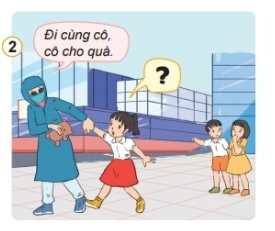 2
Đi cùng cô,
cô cho quà.
?